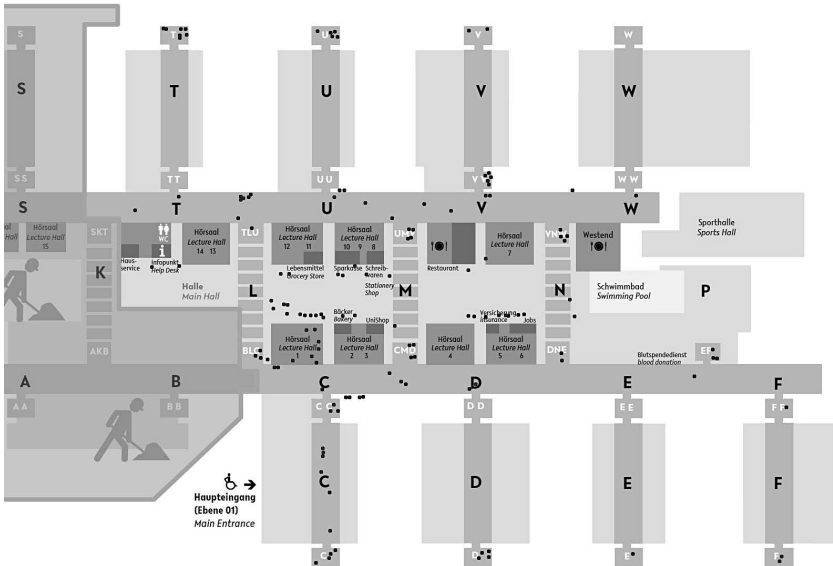 S
T
U
V
W
S
T
U
V
W
SS
TT
UU
V
WW
S
T
U
V
W
Hall
Hörsaal
Lecture Hall
15
SKT
WC
i
Haus-
service
Infopunkt
Help Desk
Hörsaal
Lecture Hall
14 13
TLU
Hörsaal
Lecture Hall
12 11
Lebensmittel
Grocery Store
Hörsaal
Lecture Hall
10 9 8
Sparkasse
Schreib-
waren
Stationery
Shop
UM
Restaurant
Hörsaal
Lecture Hall
7
VN
Westend
Sporthalle
Sports Hall
K
Halle
Main Hall
L
M
N
Schwimmbad
Swimming Pool
P
Bäcker
Bakery
UniShop
Versicherung
Insurance
Jobs
AKB
BLC
Hörsaal
Lecture Hall
1
Hörsaal
Lecture Hall
2 3
CMD
Hörsaal
Lecture Hall
4
Hörsaal
Lecture Hall
5 6
DNE
Blutspendedienst
blood donation
A
B
C
D
E
F
AA
BB
CC
DD
EE
FF
C
D
E
F
Haupteingang
(Ebene 01)
Main Entrance
C
D
E
F